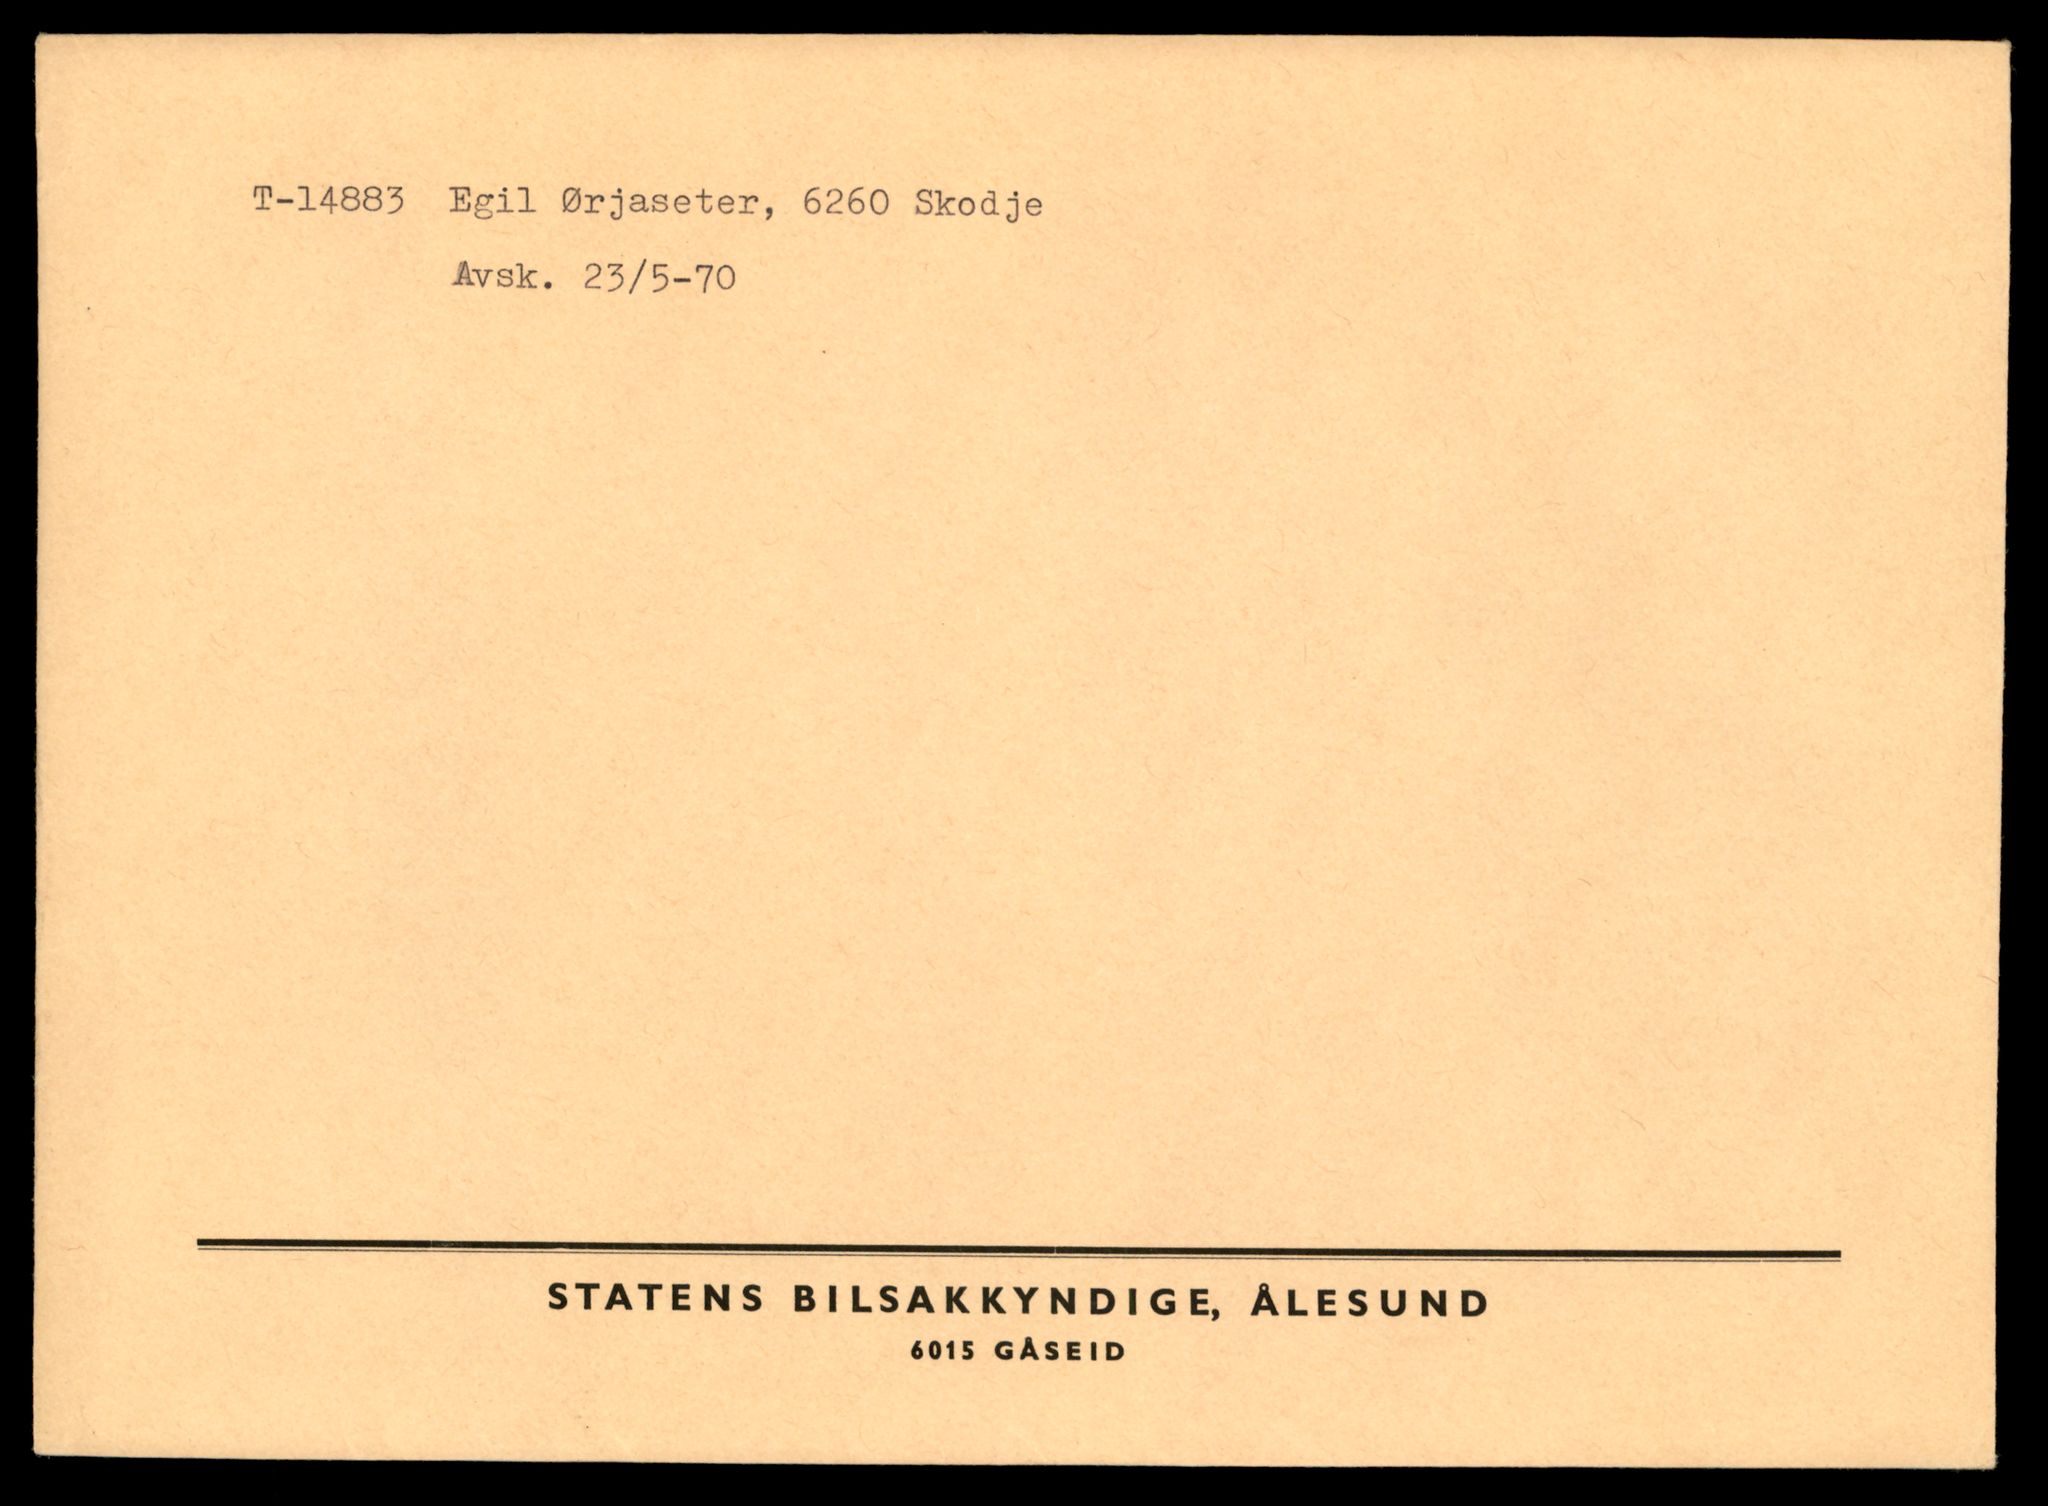 T-14883 Egil Ørjaseter, 6260 Skodje
Avsk. 23/5-70
STATENS BILSAKKYNDIGE, ÅLESUND
6015 GÅSEID